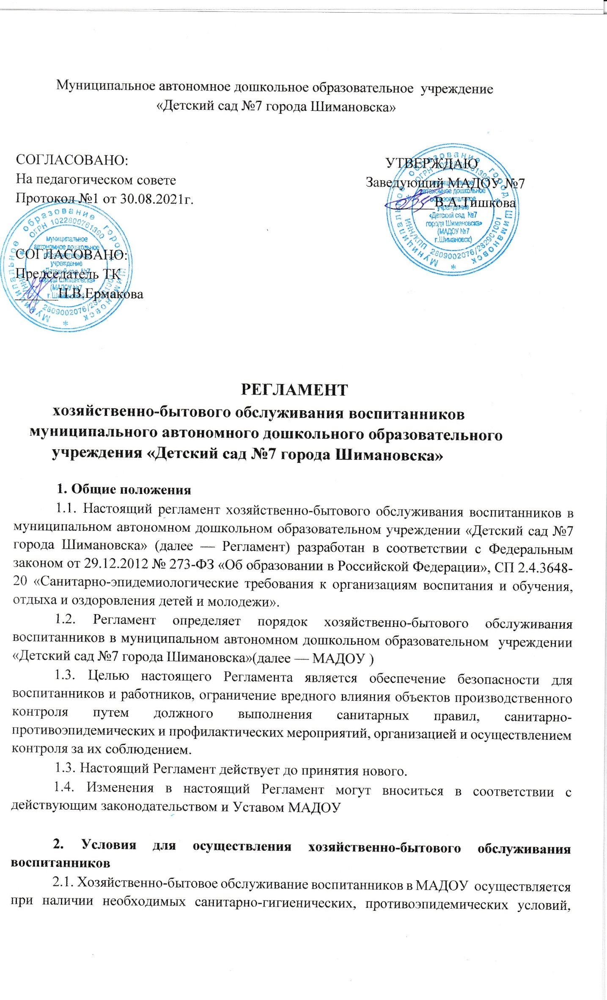 Муниципальное автономное дошкольное образовательное учреждение
«Детский сад №7 города Шимановска»
СОГЛАСОВАНО:
На педагогическом совете
Протокол №1 от 30.08.2021г.
УТВЕРЖДАЮ
Заведующий МАДОУ №7
______В.А.Тишкова
Муниципальное образование город Шимановск
ОГРН 1022800761390
ИНН/КПП 2809002076/282901001
муниципальное
автономное дошкольное
образовательное
учреждение
«Детский сад №7
города Шимановска»
(МАДОУ №7
г.Шимановск)
СОГЛАСОВАНО:
Председатель ТК
______Н.В.Ермакова
Муниципальное образование город Шимановск
ОГРН 1022800761390
2809002076/282901001
муниципальное
автономное дошкольное
образовательное
учреждение
«Детский сад №7
города Шимановска»
(МАДОУ №7
г.Шимановск)
РЕГЛАМЕНТ
хозяйственно-бытового обслуживания воспитанников
муниципального автономного дошкольного образовательного
учреждения «Детский сад №7 города Шимановска»
1. Общие положения
1.1. Настоящий регламент хозяйственно-бытового обслуживания воспитанников в
муниципальном автономном дошкольном образовательном учреждении «Детский сад №7
города Шимановска» (далее — Регламент) разработан в соответствии с Федеральным
законом от 29.12.2012 № 273-ФЗ «Об образовании в Российской Федерации», СП 2.4.3648-
20 «Санитарно-эпидемиологические требования к организациям воспитания и обучения,
отдыха и оздоровления детей и молодежи».
1.2. Регламент определяет порядок хозяйственно-бытового обслуживания
воспитанников в муниципальном автономном дошкольном образовательном учреждении
«Детский сад №7 города Шимановска»(далее — МАДОУ )
1.3. Целью настоящего Регламента является обеспечение безопасности для
воспитанников и работников, ограничение вредного влияния объектов производственного
контроля путем должного выполнения санитарных правил, санитарно-
противоэпидемических и профилактических мероприятий, организацией и осуществлением
контроля за их соблюдением.
1.3. Настоящий Регламент действует до принятия нового.
1.4. Изменения в настоящий Регламент могут вноситься в соответствии с
действующим законодательством и Уставом МАДОУ
2. Условия для осуществления хозяйственно-бытового обслуживания
воспитанников
2.1. Хозяйственно-бытовое обслуживание воспитанников в МАДОУ осуществляется
при наличии необходимых санитарно-гигиенических, противоэпидемических условий,